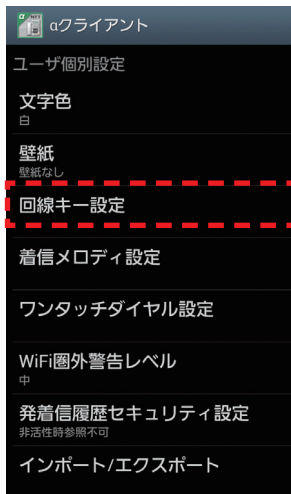 αクライアント
ユーザ個別設定
文字色
白
壁紙
壁紙なし
回線キー設定
着信メロディ設定
ワンタッチダイヤル設定
WiFi圏外警告レベル
中
発着信履歴セキュリティ設定
非活性時参照不可
インポート/エクスポート